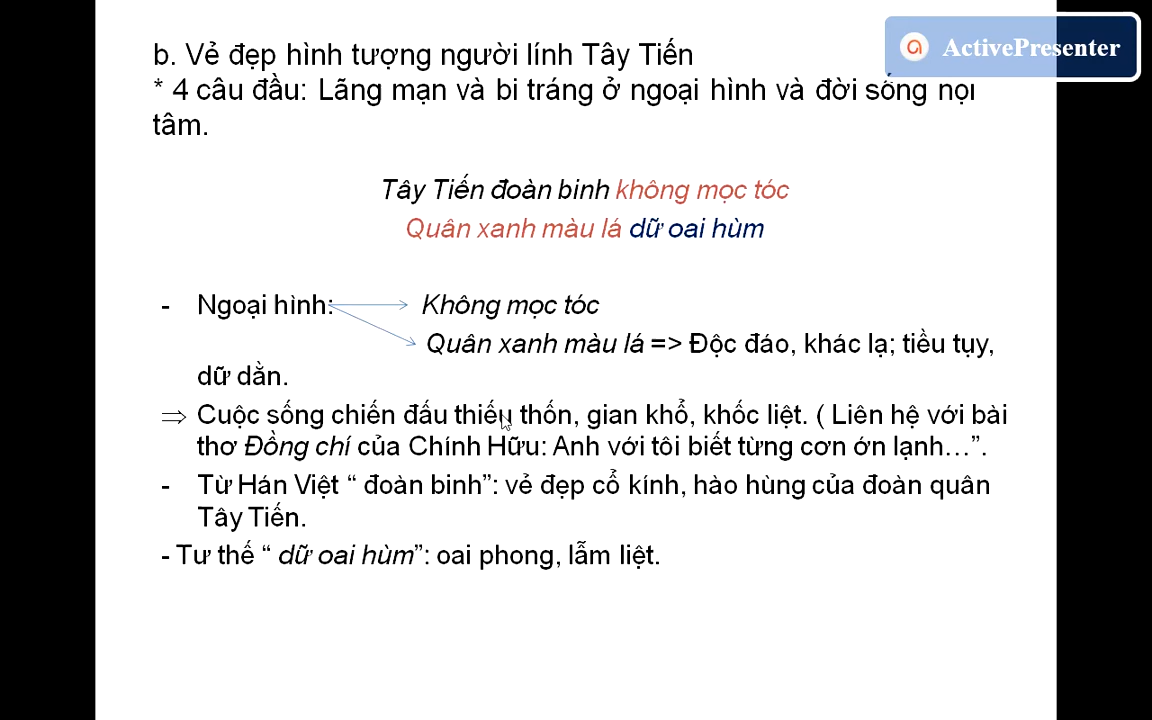 ActivePresenter
b. Vẻ đẹp hình tượng người lính Tây Tiến
* 4 câu đầu: Lãng mạn và bi tráng ở ngoại hình và đời sống nội
tâm.
Tây Tiến đoàn binh không mọc tóc
Quân xanh màu lá dữ oai hùm
- Ngoại hình: Không mọc tóc
Quân xanh màu lá => Độc đáo, khác lạ; tiều tụy,
dữ dằn.
⇒ Cuộc sống chiến đấu thiếu thốn, gian khổ, khốc liệt. ( Liên hệ với bài
thơ Đồng chí của Chính Hữu: Anh với tôi biết từng cơn ớn lạnh…”.
- Từ Hán Việt “ đoàn binh”: vẻ đẹp cổ kính, hào hùng của đoàn quân
Tây Tiến.
- Tư thế “ dữ oai hùm”: oai phong, lẫm liệt.